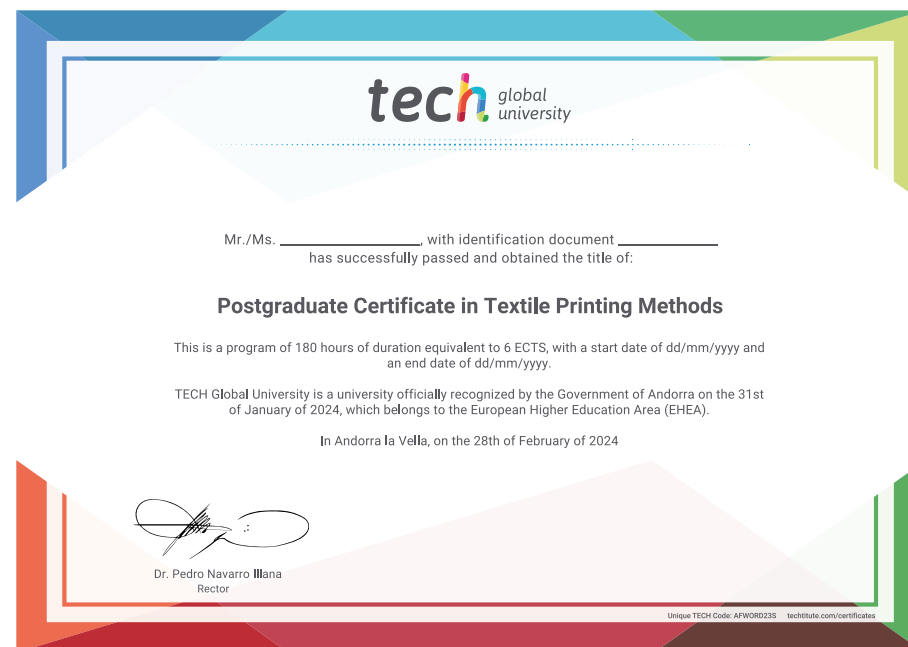 tech global university
Mr./Ms. ____________, with identification document ____________
has successfully passed and obtained the title of:
Postgraduate Certificate in Textile Printing Methods
This is a program of 180 hours of duration equivalent to 6 ECTS, with a start date of dd/mm/yyyy and
an end date of dd/mm/yyyy.
TECH Global University is a university officially recognized by the Government of Andorra on the 31st
of January of 2024, which belongs to the European Higher Education Area (EHEA).
In Andorra la Vella, on the 28th of February of 2024
Dr. Pedro Navarro Illana
Rector
Unique TECH Code: AFWORD23S techtitute.com/certificates